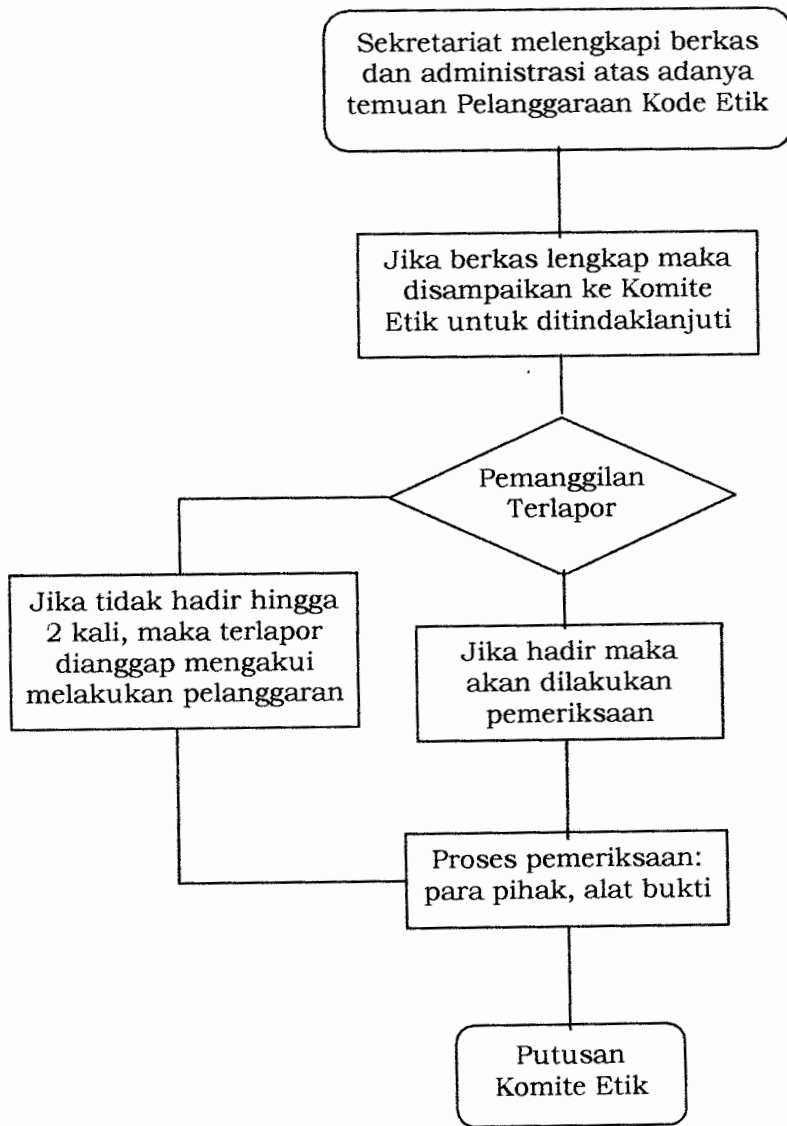 Sekretariat melengkapi berkas
dan administrasi atas adanya
temuan Pelanggaraan Kode Etik
Jika berkas lengkap maka
disampaikan ke Komite
Etik untuk ditindaklanjuti
Pemanggilan
Terlapor
Jika tidak hadir hingga
2 kali, maka terlapor
dianggap mengakui
melakukan pelanggaran
Jika hadir maka
akan dilakukan
pemeriksaan
Proses pemeriksaan:
para pihak, alat bukti
Putusan
Komite Etik